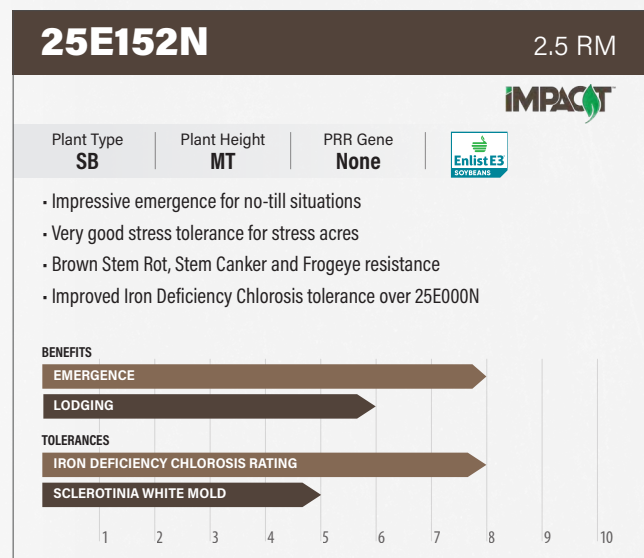 25E152N
2.5 RM
IMPACT™
Plant Type
SB
Plant Height
MT
PRR Gene
None
Enlist E3®
SOYBEANS
· Impressive emergence for no-till situations
· Very good stress tolerance for stress acres
· Brown Stem Rot, Stem Canker and Frogeye resistance
· Improved Iron Deficiency Chlorosis tolerance over 25E000N
BENEFITS
EMERGENCE
LODGING
TOLERANCES
IRON DEFICIENCY CHLOROSIS RATING
SCLEROTINIA WHITE MOLD
1 2 3 4 5 6 7 8 9 10